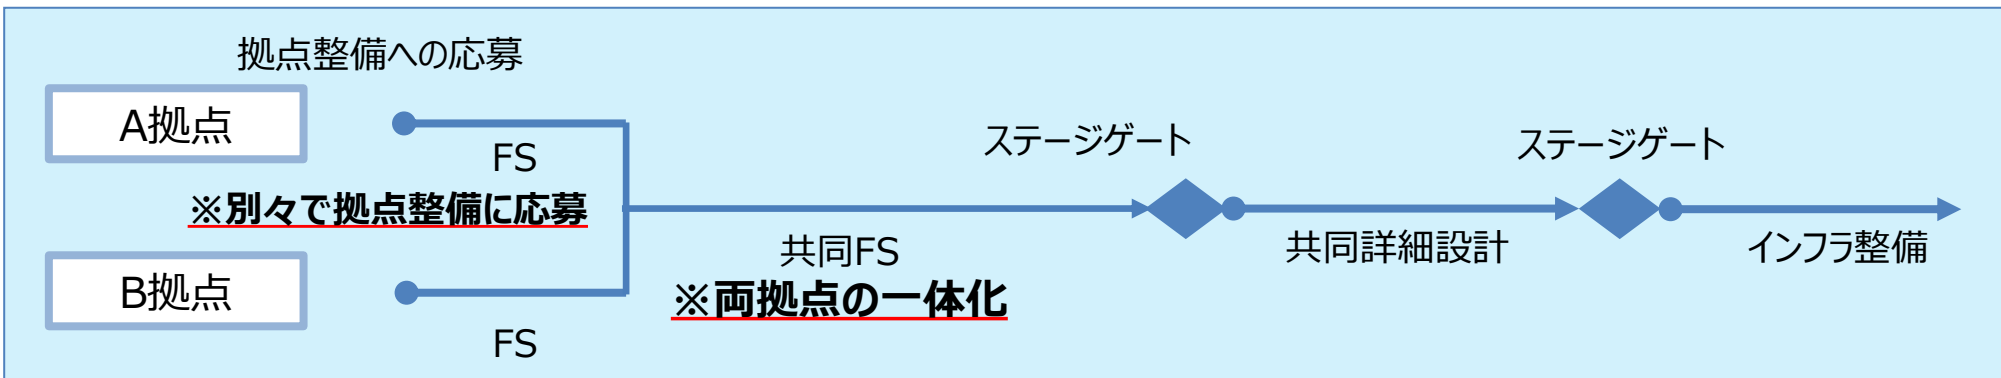 拠点整備への応募
A拠点
FS
※別々で拠点整備に応募
B拠点
FS
共同FS
※両拠点の一体化
ステージゲート
共同詳細設計
ステージゲート
インフラ整備